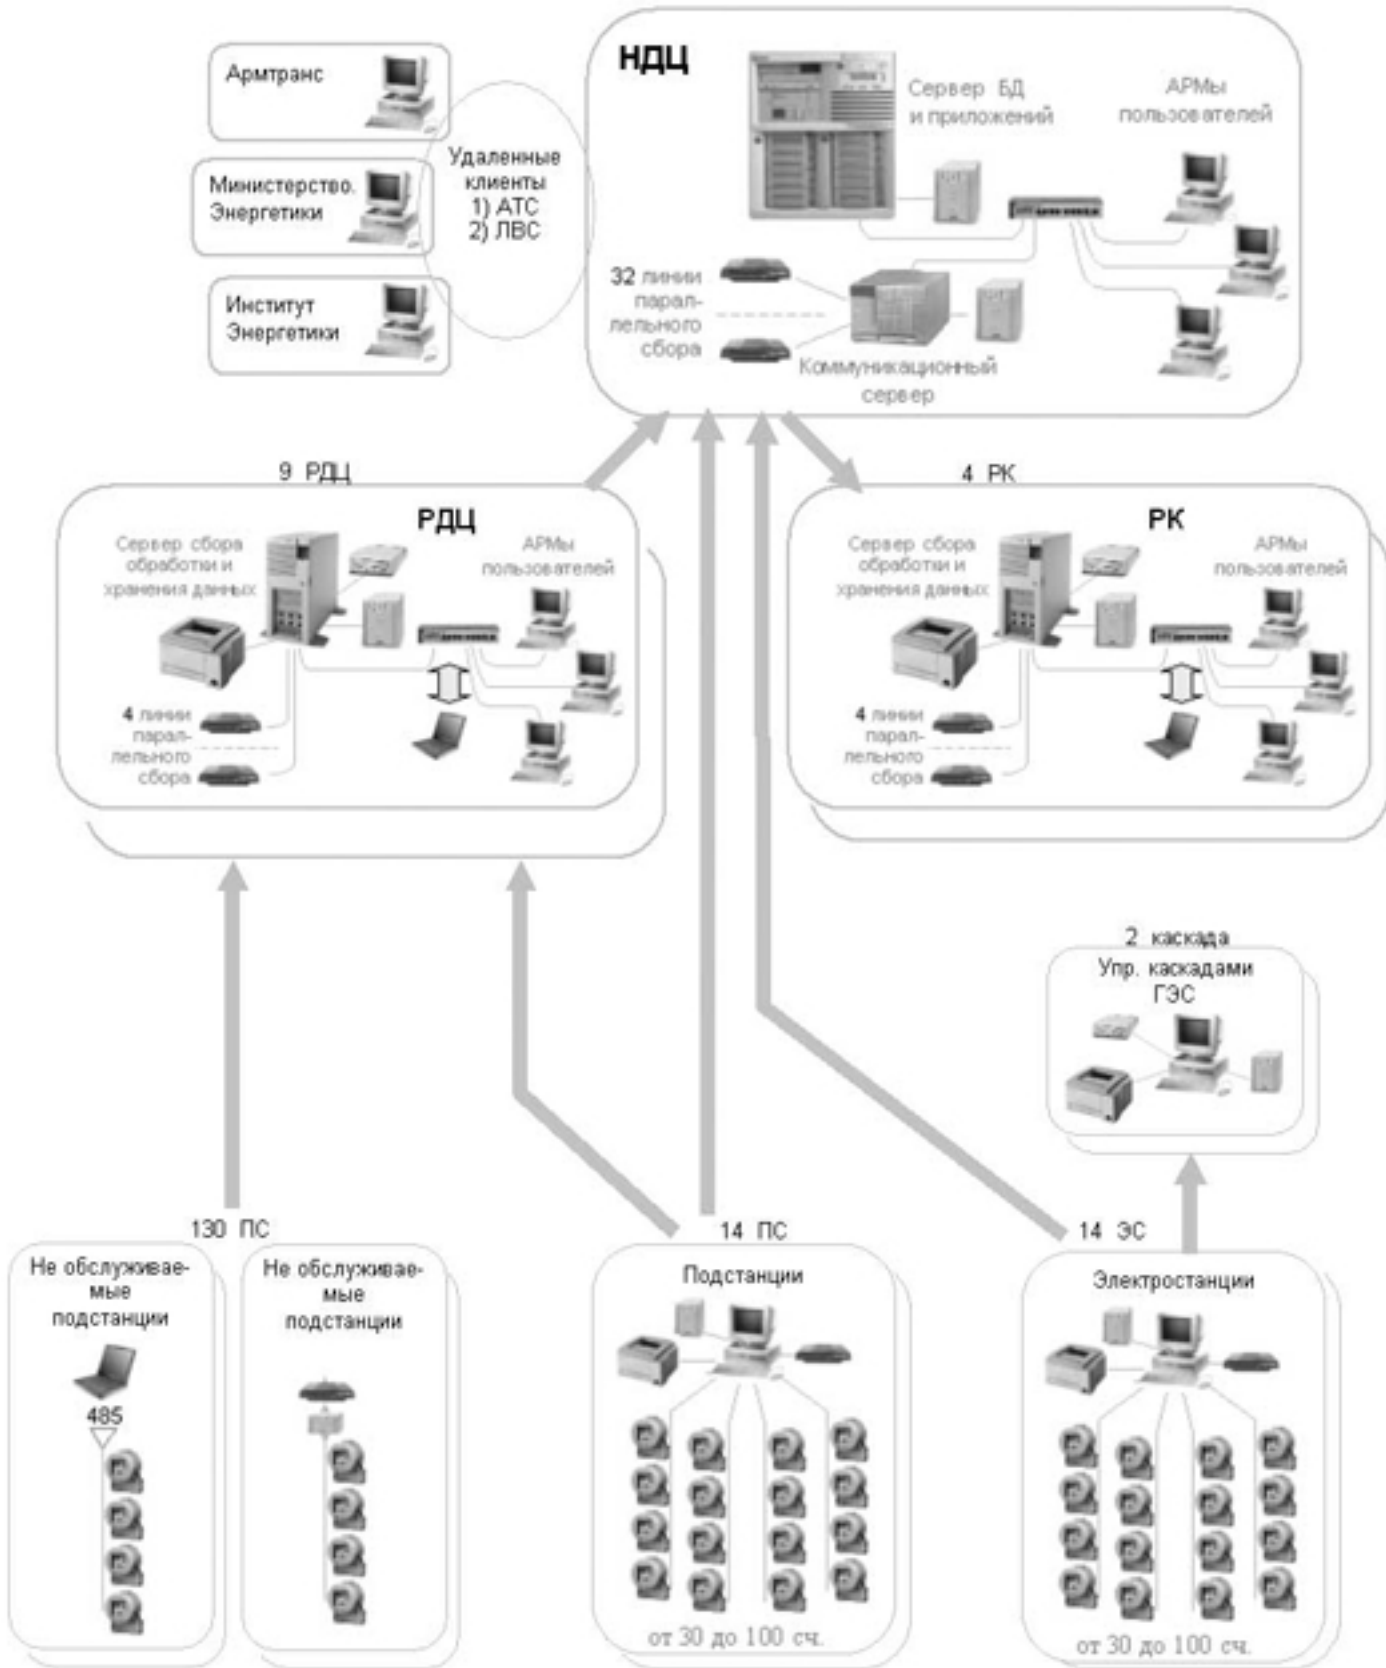 НДЦ
Армтранс
Министерство.
Энергетики
Институт
Энергетики
Удаленные
клиенты
1) АТС
2) ЛВС
Сервер БД
и приложений
АРМы
пользователей
32 линии
парал-
лельного
сбора
Коммуникационный
сервер
9 РДЦ
РДЦ
Сервер сбора
обработки и
хранения данных
АРМы
пользователей
4 линии
парал-
лельного
сбора
4 РК
РК
Сервер сбора
обработки и
хранения данных
АРМы
пользователей
4 линии
парал-
лельного
сбора
2 каскада
Упр. каскадами
ГЭС
130 ПС
Не обслуживае-
мые
подстанции
485
Не обслуживае-
мые
подстанции
14 ПС
Подстанции
от 30 до 100 сч.
14 ЭС
Электростанции
от 30 до 100 сч.